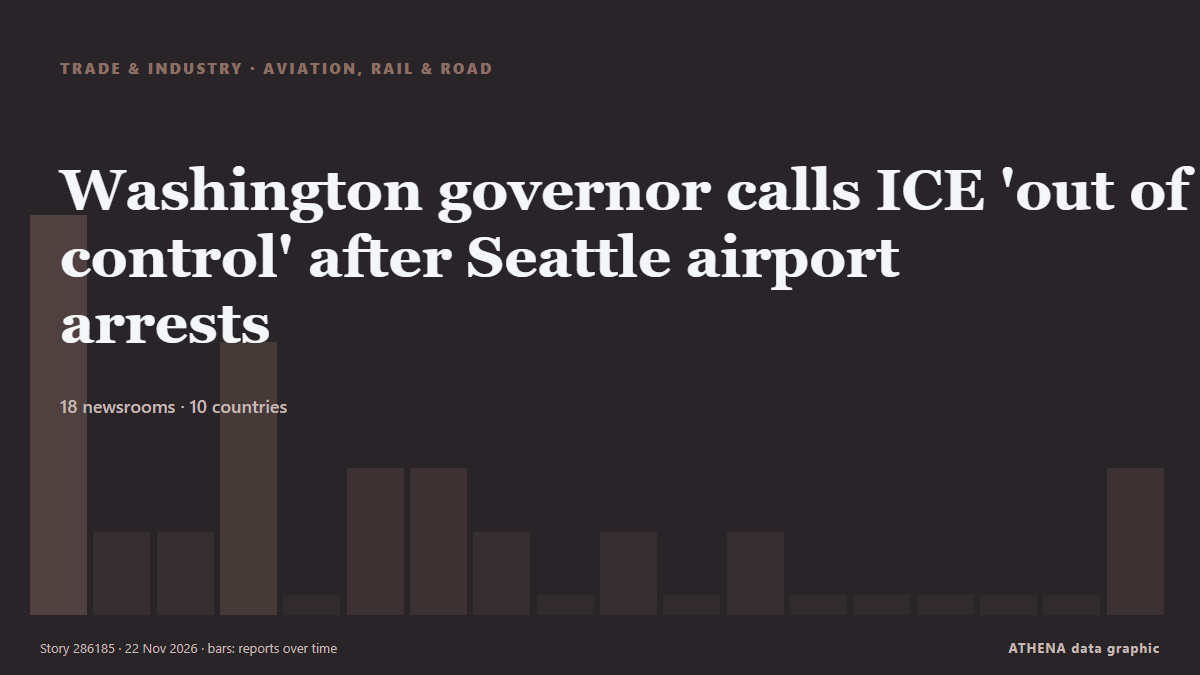 TRADE & INDUSTRY · AVIATION, RAIL & ROAD
Washington governor calls ICE 'out of
control' after Seattle airport
arrests
18 newsrooms · 10 countries
Story 286185 · 22 Nov 2026 · bars: reports over time
ATHENA data graphic